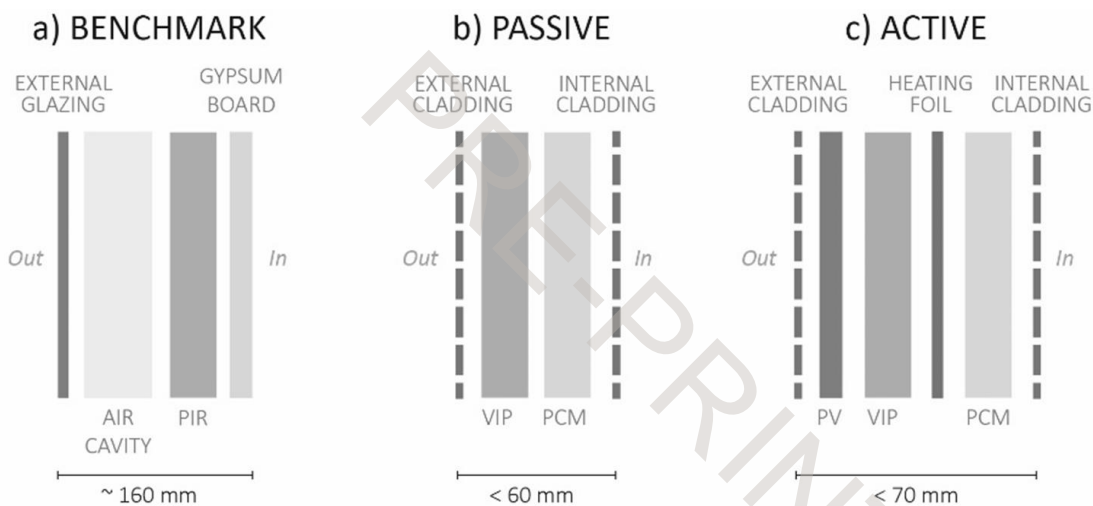 a) BENCHMARK
EXTERNAL
GLAZING
GYPSUM
BOARD
Out
In
AIR
CAVITY
PIR
~ 160 mm
b) PASSIVE
EXTERNAL
CLADDING
INTERNAL
CLADDING
Out
In
VIP
PCM
< 60 mm
c) ACTIVE
EXTERNAL
CLADDING
HEATING
FOIL
INTERNAL
CLADDING
Out
In
PV
VIP
PCM
< 70 mm
PRE-PRIN